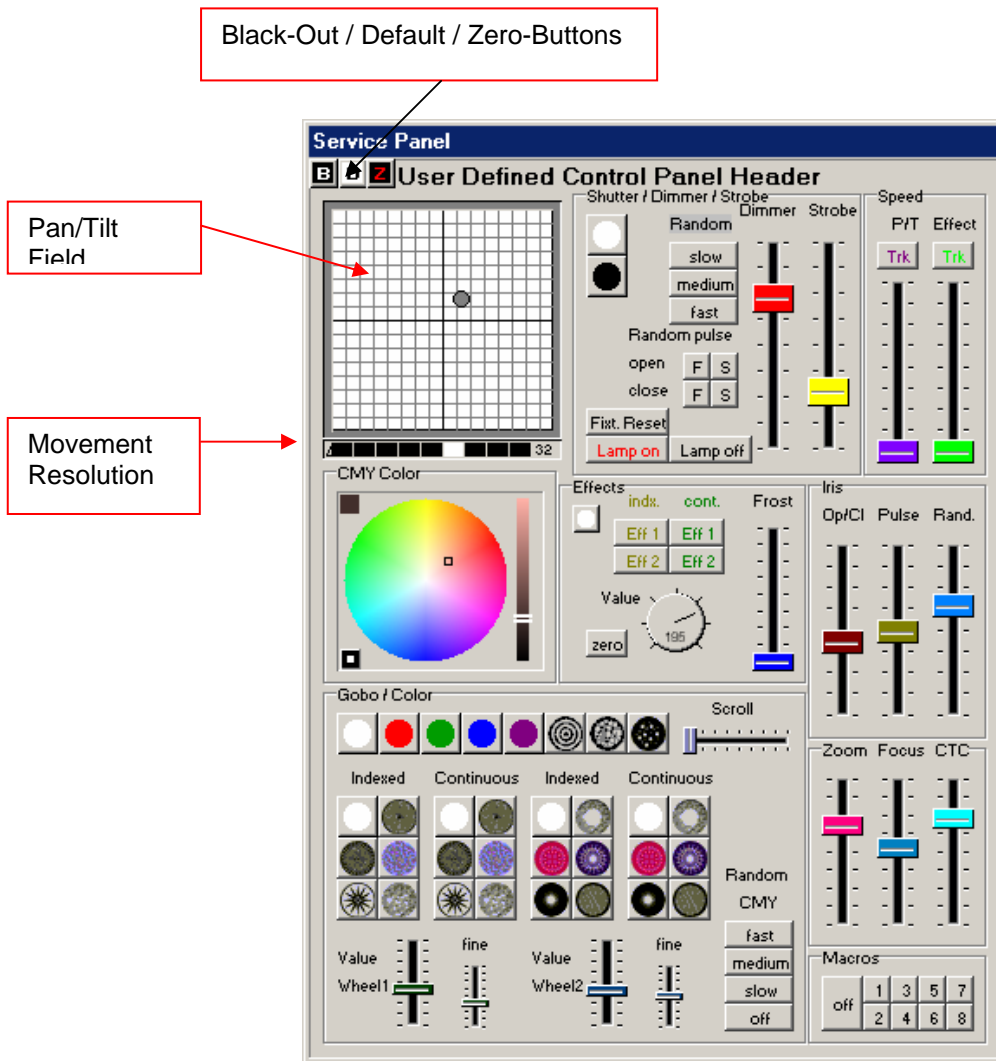 Black-Out / Default / Zero-Buttons
Service Panel
B Z User Defined Control Panel Header
Pan/Tilt
Field
Movement
Resolution
Shutter / Dimmer / Strobe
Random
slow
medium
fast
Random pulse
open F S
close F S
Fixt. Reset
Lamp on Lamp off
Dimmer Strobe
Speed
P/T Effect
Trk Trk
32
CMY Color
Effects
indx. cont.
Eff 1 Eff 1
Eff 2 Eff 2
Value
195
zero
Frost
Iris
Op/Cl Pulse Rand.
Gobo / Color
Scroll
Indexed Continuous Indexed Continuous
Value
Wheel1
fine
Value
Wheel2
fine
Random
CMY
fast
medium
slow
off
Zoom Focus CTC
Macros
off 1 3 5 7
2 4 6 8